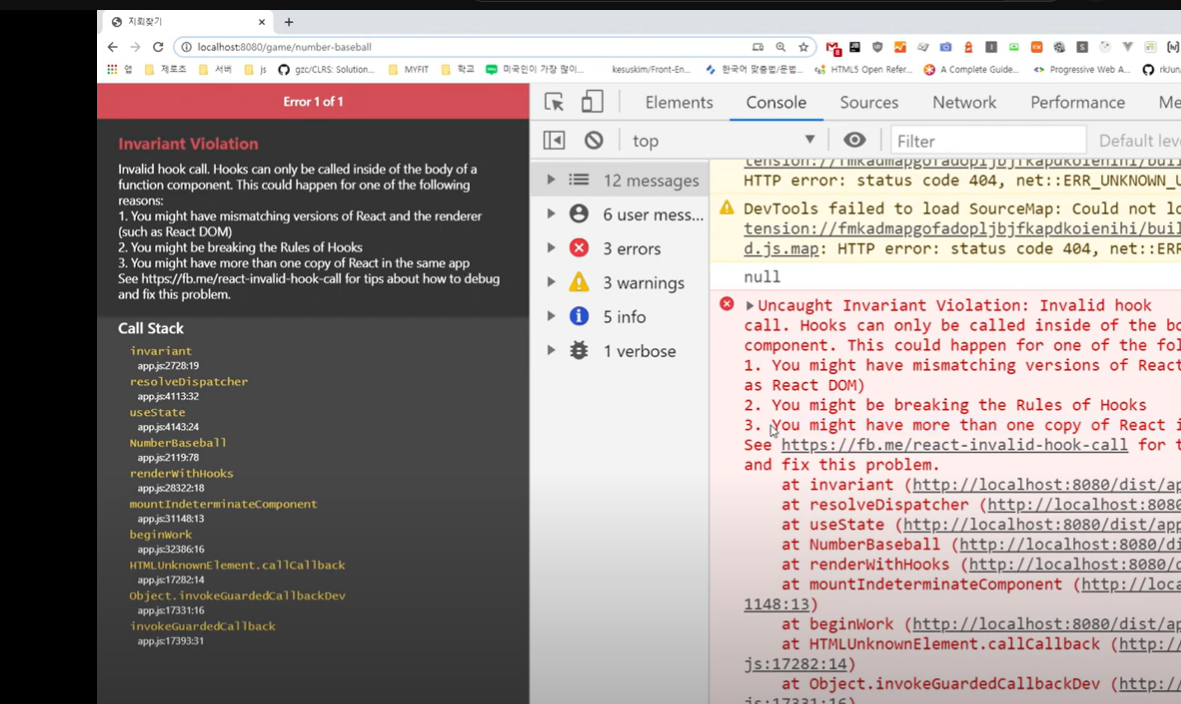 지뢰찾기
localhost:8080/game/number-baseball
앱 제로초 서버 js gzc/CLRS: Solution... MYFIT 학교 미국인이 가장 많이... kesuskim/Front-En... 한국어 맞춤법/문법... HTML5 Open Refer... A Complete Guide... Progressive Web A...
Error 1 of 1
Invariant Violation
Invalid hook call. Hooks can only be called inside of the body of a
function component. This could happen for one of the following
reasons:
1. You might have mismatching versions of React and the renderer
(such as React DOM)
2. You might be breaking the Rules of Hooks
3. You might have more than one copy of React in the same app
See https://fb.me/react-invalid-hook-call for tips about how to debug
and fix this problem.
Call Stack
invariant
app.js:2728:19
resolveDispatcher
app.js:4113:32
useState
app.js:4143:24
NumberBaseball
app.js:2119:78
renderWithHooks
app.js:28322:18
mountIndeterminateComponent
app.js:31148:13
beginWork
app.js:32386:16
HTMLUnknownElement.callCallback
app.js:17282:14
Object.invokeGuardedCallbackDev
app.js:17331:16
invokeGuardedCallback
app.js:17393:31
Elements Console Sources Network Performance Me
top Filter Default leve
12 messages
6 user mess...
3 errors
3 warnings
5 info
1 verbose
tension://fmkadmapgofadopljbjfkapdkoienihi/buil
HTTP error: status code 404, net::ERR_UNKNOWN_U
DevTools failed to load SourceMap: Could not lo
tension://fmkadmapgofadopljbjfkapdkoienihi/buil
d.js.map: HTTP error: status code 404, net::ERR
null
Uncaught Invariant Violation: Invalid hook
call. Hooks can only be called inside of the bo
component. This could happen for one of the fol
1. You might have mismatching versions of React
as React DOM)
2. You might be breaking the Rules of Hooks
3. You might have more than one copy of React i
See https://fb.me/react-invalid-hook-call for t
and fix this problem.
at invariant (http://localhost:8080/dist/ap
at resolveDispatcher (http://localhost:8080
at useState (http://localhost:8080/dist/app
at NumberBaseball (http://localhost:8080/di
at renderWithHooks (http://localhost:8080/d
at mountIndeterminateComponent (http://loca
1148:13)
at beginWork (http://localhost:8080/dist/ap
at HTMLUnknownElement.callCallback (http://
js:17282:14)
at Object.invokeGuardedCallbackDev (http://
js:17331:16)